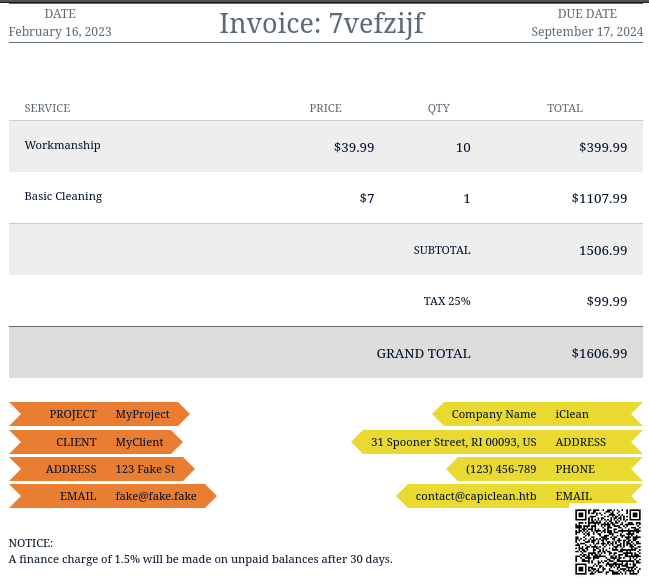 DATE
February 16, 2023
Invoice: 7vefzijf
DUE DATE
September 17, 2024
SERVICE PRICE QTY TOTAL
Workmanship $39.99 10 $399.99
Basic Cleaning $7 1 $1107.99
SUBTOTAL 1506.99
TAX 25% $99.99
GRAND TOTAL $1606.99
PROJECT MyProject
CLIENT MyClient
ADDRESS 123 Fake St
EMAIL fake@fake.fake
Company Name iClean
31 Spooner Street, RI 00093, US ADDRESS
(123) 456-789 PHONE
contact@capiclean.htb EMAIL
NOTICE:
A finance charge of 1.5% will be made on unpaid balances after 30 days.